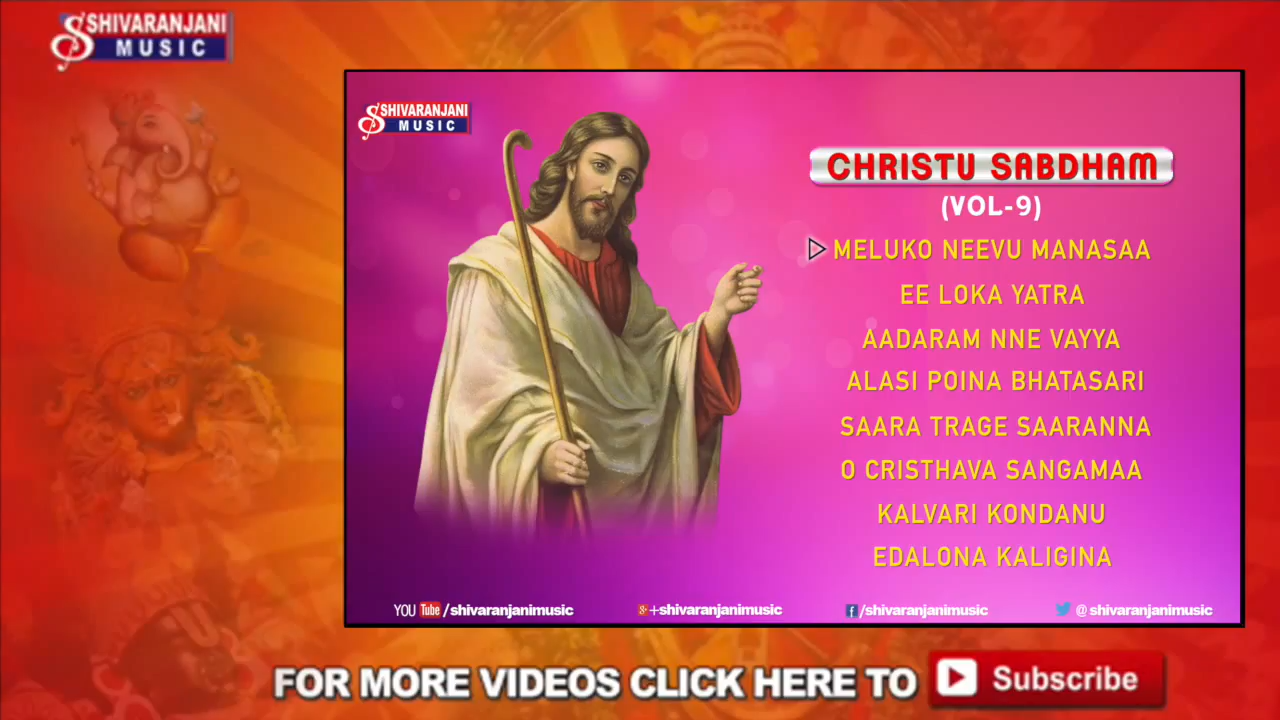 SHIVARANJANI
MUSIC
SHIVARANJANI
MUSIC
CHRISTU SABDHAM
(VOL-9)
MELUKO NEEVU MANASAA
EE LOKA YATRA
AADARAM NNE VAYYA
ALASI POINA BHATASARI
SAARA TRAGE SAARANNA
O CRISTHAVA SANGAMAA
KALVARI KONDANU
EDALONA KALIGINA
YOU Tube /shivaranjanimusic
g+ +shivaranjanimusic
f /shivaranjanimusic
@shivaranjanimusic
FOR MORE VIDEOS CLICK HERE TO Subscribe